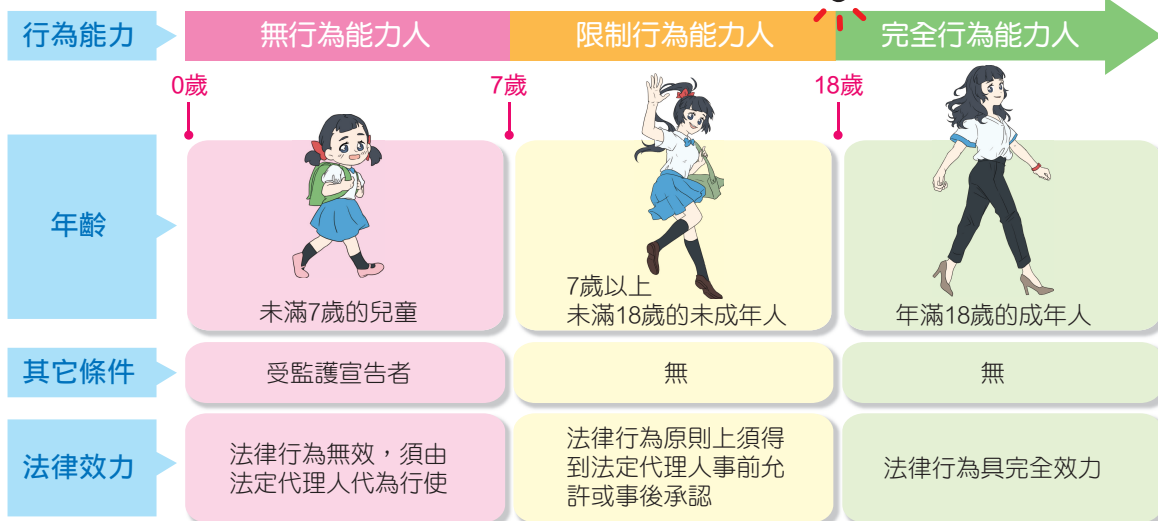 行為能力
無行為能力人
限制行為能力人
完全行為能力人
0歲
7歲
18歲
年齡
未滿7歲的兒童
7歲以上
未滿18歲的未成年人
年滿18歲的成年人
其它條件
受監護宣告者
無
無
法律效力
法律行為無效，須由
法定代理人代為行使
法律行為原則上須得
到法定代理人事前允
許或事後承認
法律行為具完全效力